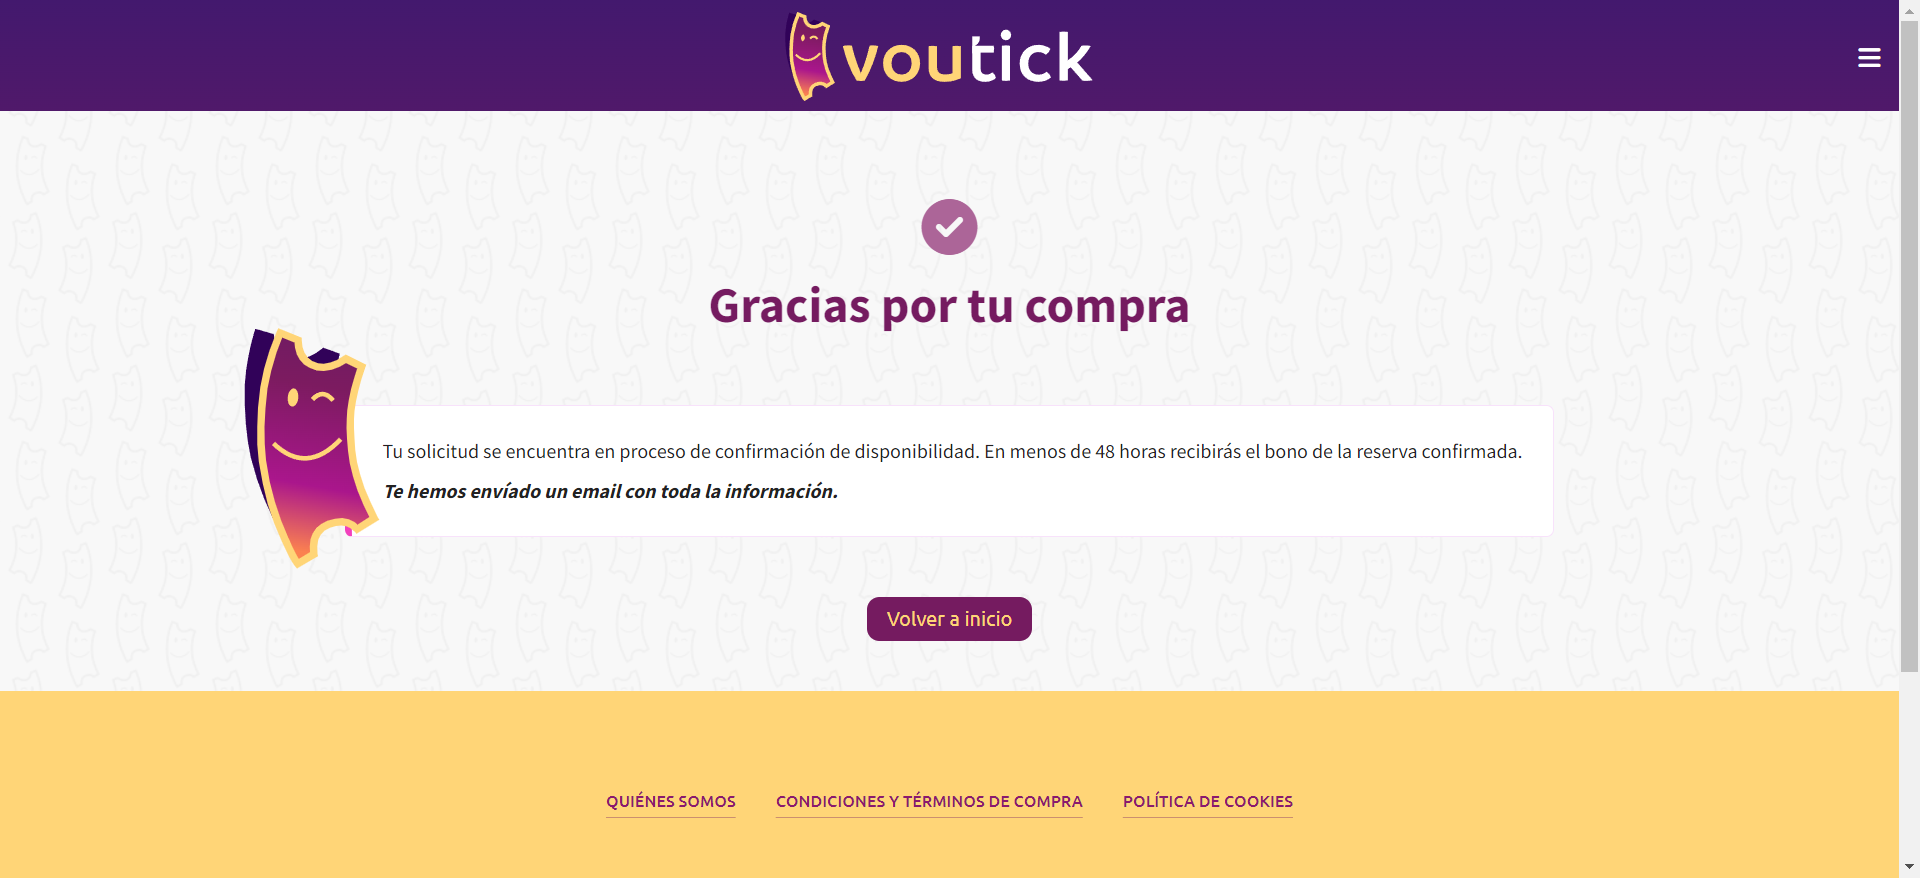 voutick
Gracias por tu compra
Tu solicitud se encuentra en proceso de confirmación de disponibilidad. En menos de 48 horas recibirás el bono de la reserva confirmada.
Te hemos envíado un email con toda la información.
Volver a inicio
QUIÉNES SOMOS
CONDICIONES Y TÉRMINOS DE COMPRA
POLÍTICA DE COOKIES